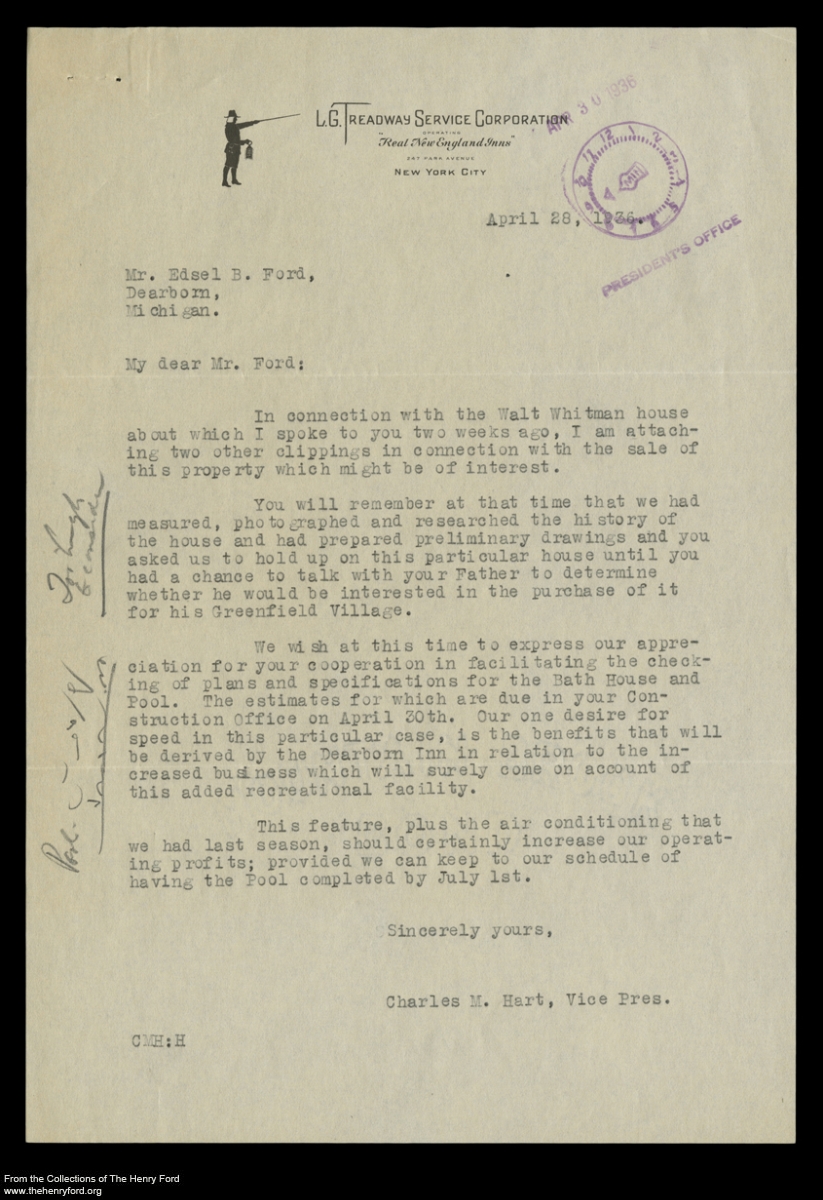 L.G. TREADWAY SERVICE CORPORATION
OPERATING
"Real New England Inns"
247 PARK AVENUE
NEW YORK CITY
APR 30 1936
12 1 2
PRESIDENT'S OFFICE
April 28, 1936.
Mr. Edsel B. Ford,
Dearborn,
Michigan.
My dear Mr. Ford:
In connection with the Walt Whitman house
about which I spoke to you two weeks ago, I am attach-
ing two other clippings in connection with the sale of
this property which might be of interest.
You will remember at that time that we had
measured, photographed and researched the history of
the house and had prepared preliminary drawings and you
asked us to hold up on this particular house until you
had a chance to talk with your Father to determine
whether he would be interested in the purchase of it
for his Greenfield Village.
We wish at this time to express our appre-
ciation for your cooperation in facilitating the check-
ing of plans and specifications for the Bath House and
Pool. The estimates for which are due in your Con-
struction Office on April 30th. Our one desire for
speed in this particular case, is the benefits that will
be derived by the Dearborn Inn in relation to the in-
creased business which will surely come on account of
this added recreational facility.
This feature, plus the air conditioning that
we had last season, should certainly increase our operat-
ing profits; provided we can keep to our schedule of
having the Pool completed by July 1st.
Sincerely yours,
Charles M. Hart, Vice Pres.
CMH:H
Pool-
From the Collections of The Henry Ford
www.thehenryford.org